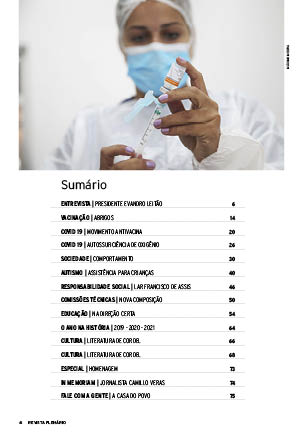 Sumário
ENTREVISTA | PRESIDENTE EVANDRO LEITÃO 6
VACINAÇÃO | ABRIGOS 14
COVID 19 | MOVIMENTO ANTIVACINA 20
COVID 19 | AUTOSSUFICIÊNCIA DE OXIGÊNIO 26
SOCIEDADE | COMPORTAMENTO 30
AUTISMO | ASSISTÊNCIA PARA CRIANÇAS 40
RESPONSABILIDADE SOCIAL | LAR FRANCISCO DE ASSIS 46
COMISSÕES TÉCNICAS | NOVA COMPOSIÇÃO 50
EDUCAÇÃO | NA DIREÇÃO CERTA 54
O ANO NA HISTÓRIA | 2019 - 2020 - 2021 64
CULTURA | LITERATURA DE CORDEL 66
CULTURA | LITERATURA DE CORDEL 68
ESPECIAL | HOMENAGEM 73
IN MEMORIAM | JORNALISTA CAMILLO VERAS 74
FALE COM A GENTE | A CASA DO POVO 75
4 REVISTA PLENÁRIO